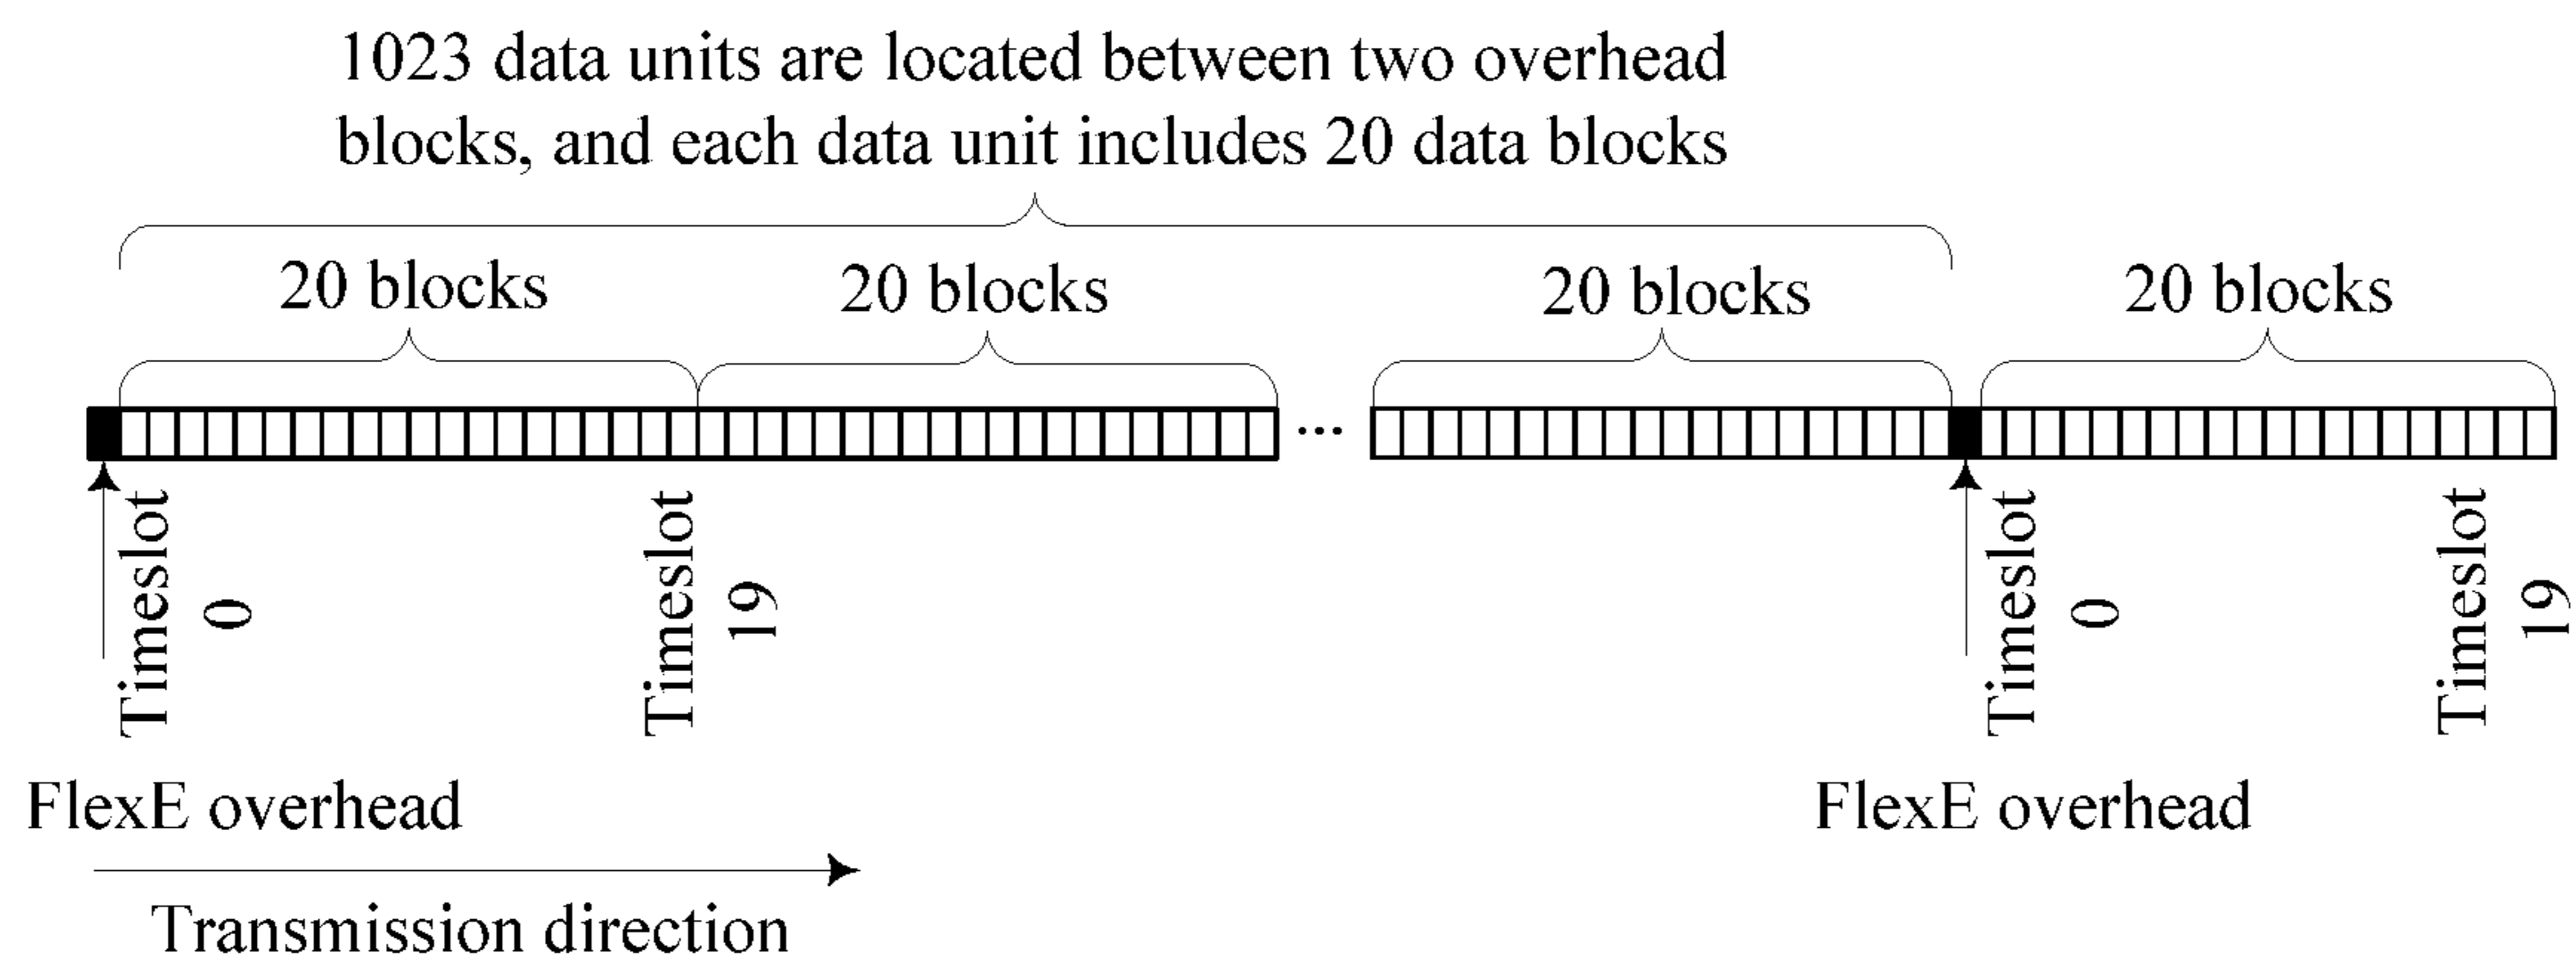 1023 data units are located between two overhead
blocks, and each data unit includes 20 data blocks
20 blocks
20 blocks
20 blocks
20 blocks
...
Timeslot
0
Timeslot
19
Timeslot
0
Timeslot
19
FlexE overhead
FlexE overhead
Transmission direction